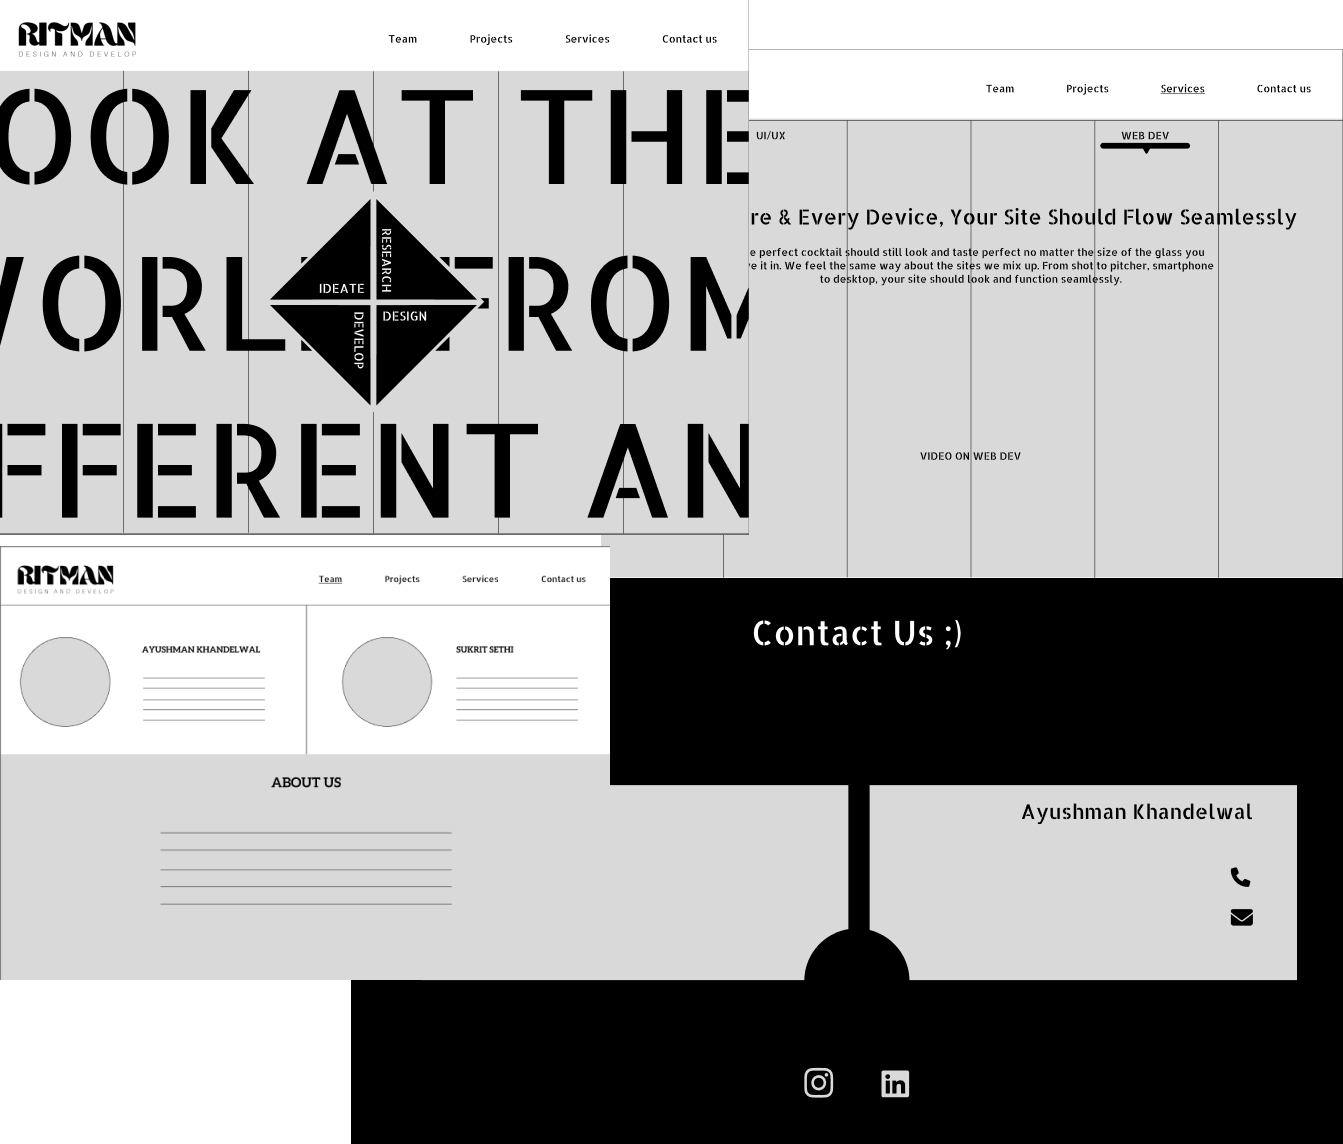 RITMAN
DESIGN AND DEVELOP
Team Projects Services Contact us
OOK AT THE
WORL FROM
FFERENT AN
IDEATE
RESEARCH
DEVELOP
DESIGN
Team Projects Services Contact us
UI/UX
WEB DEV
re & Every Device, Your Site Should Flow Seamlessly
e perfect cocktail should still look and taste perfect no matter the size of the glass you
e it in. We feel the same way about the sites we mix up. From shot to pitcher, smartphone
to desktop, your site should look and function seamlessly.
VIDEO ON WEB DEV
RITMAN
DESIGN AND DEVELOP
Team Projects Services Contact us
AYUSHMAN KHANDELWAL
SUKRIT SETHI
ABOUT US
Contact Us ;)
Ayushman Khandelwal
in